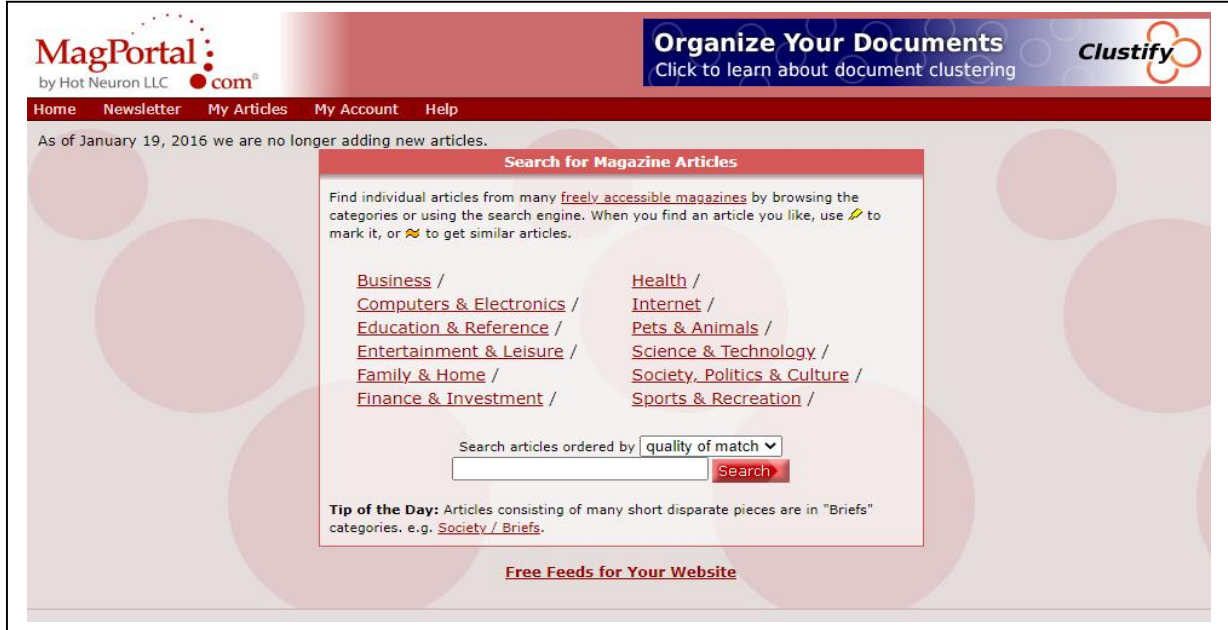 MagPortal
by Hot Neuron LLC com®
Organize Your Documents
Click to learn about document clustering
Clustify
Home Newsletter My Articles My Account Help
As of January 19, 2016 we are no longer adding new articles.
Search for Magazine Articles
Find individual articles from many freely accessible magazines by browsing the
categories or using the search engine. When you find an article you like, use to
mark it, or to get similar articles.
Business / Health /
Computers & Electronics / Internet /
Education & Reference / Pets & Animals /
Entertainment & Leisure / Science & Technology /
Family & Home / Society, Politics & Culture /
Finance & Investment / Sports & Recreation /
Search articles ordered by quality of match
Search
Tip of the Day: Articles consisting of many short disparate pieces are in "Briefs"
categories. e.g. Society / Briefs.
Free Feeds for Your Website